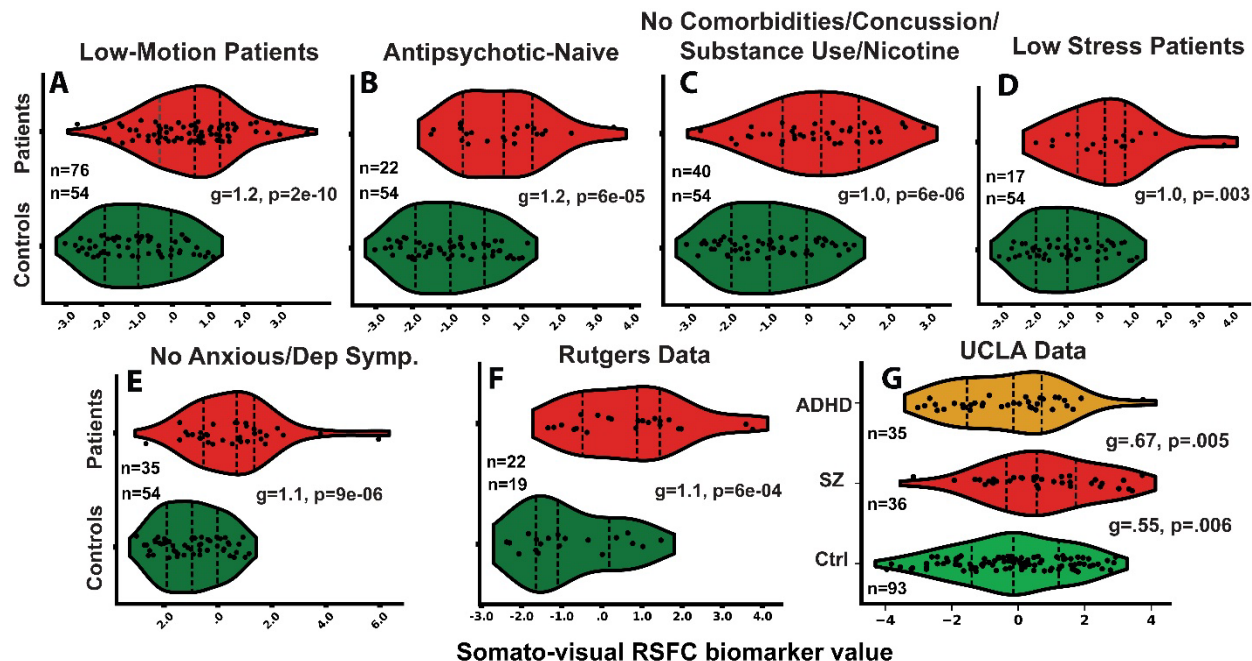 No Comorbidities/Concussion/
Low-Motion Patients
Antipsychotic-Naive
Substance Use/Nicotine
Low Stress Patients
A
B
C
D
Patients
Controls
n=76
n=54
g=1.2, p=2e-10
n=22
n=54
g=1.2, p=6e-05
n=40
n=54
g=1.0, p=6e-06
n=17
n=54
g=1.0, p=.003
-3.0 -2.0 -1.0 .0 1.0 2.0 3.0
-3.0 -2.0 -1.0 .0 1.0 2.0 3.0 4.0
-3.0 -2.0 -1.0 .0 1.0 2.0 3.0
-3.0 -2.0 -1.0 .0 1.0 2.0 3.0 4.0
No Anxious/Dep Symp.
Rutgers Data
UCLA Data
E
F
G
Patients
Controls
n=35
n=54
g=1.1, p=9e-06
n=22
n=19
g=1.1, p=6e-04
ADHD
n=35
g=.67, p=.005
SZ
n=36
g=.55, p=.006
Ctrl
n=93
2.0 .0 2.0 4.0 6.0
-3.0 -2.0 -1.0 .0 1.0 2.0 3.0 4.0
−4 −2 0 2 4
Somato-visual RSFC biomarker value